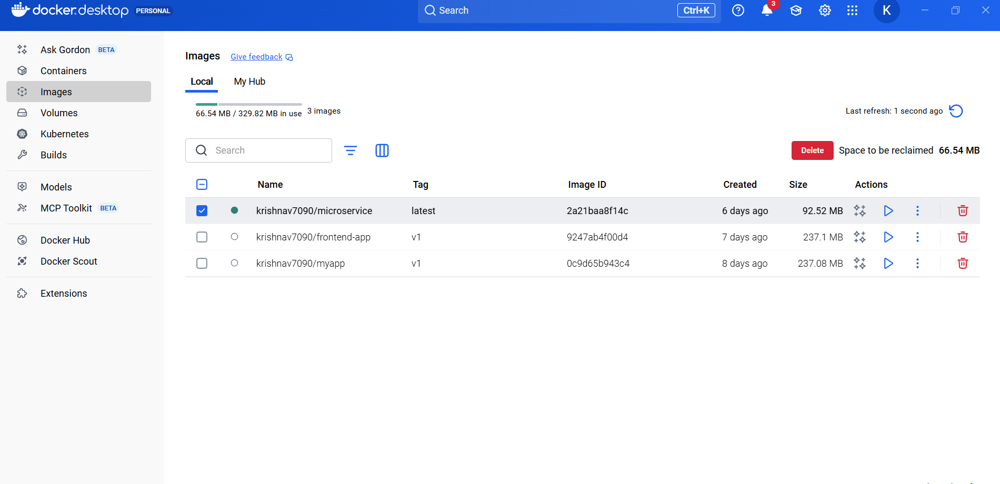 docker.desktop PERSONAL
Search
Ctrl+K
3
K
Ask Gordon BETA
Containers
Images
Volumes
Kubernetes
Builds
Models
MCP Toolkit BETA
Docker Hub
Docker Scout
Extensions
Images Give feedback
Local My Hub
66.54 MB / 329.82 MB in use 3 images
Last refresh: 1 second ago
Search
Delete Space to be reclaimed 66.54 MB
Name Tag Image ID Created Size Actions
krishnav7090/microservice latest 2a21baa8f14c 6 days ago 92.52 MB
krishnav7090/frontend-app v1 9247ab4f00d4 7 days ago 237.1 MB
krishnav7090/myapp v1 0c9d65b943c4 8 days ago 237.08 MB